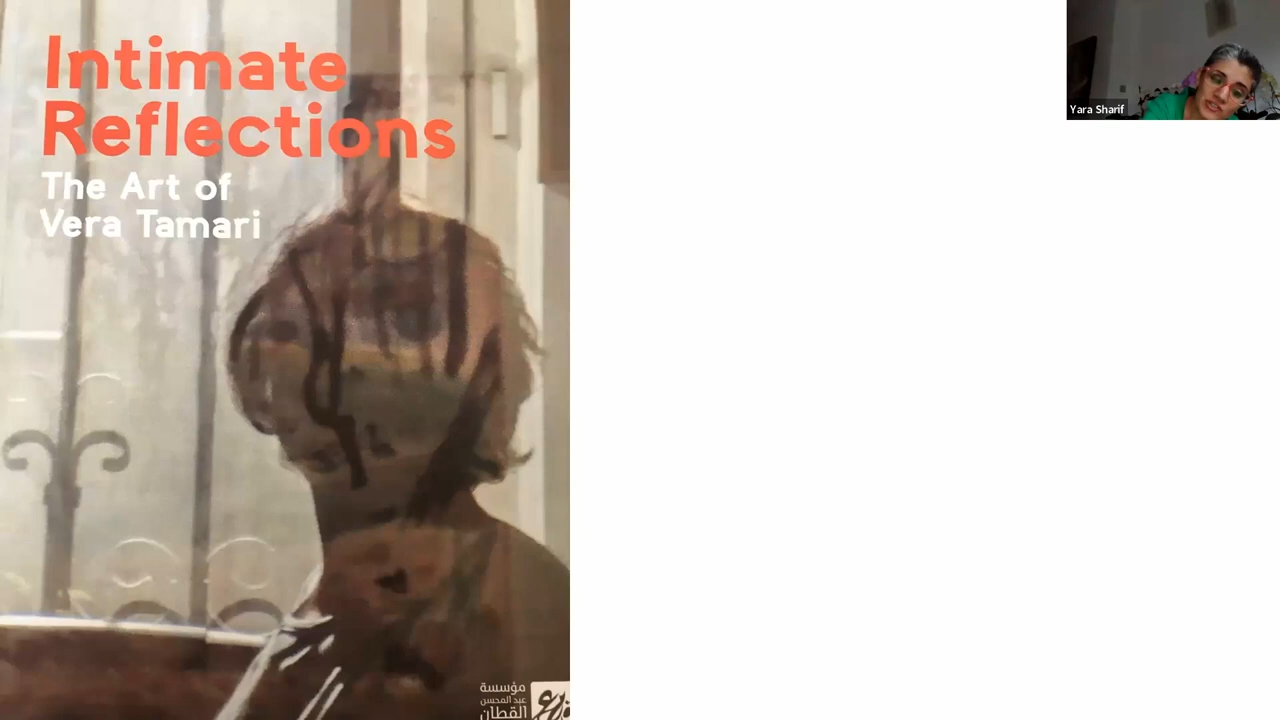 Intimate
Reflections
The Art of
Vera Tamari
مؤسسة
عبد المحسن
القطان
Yara Sharif